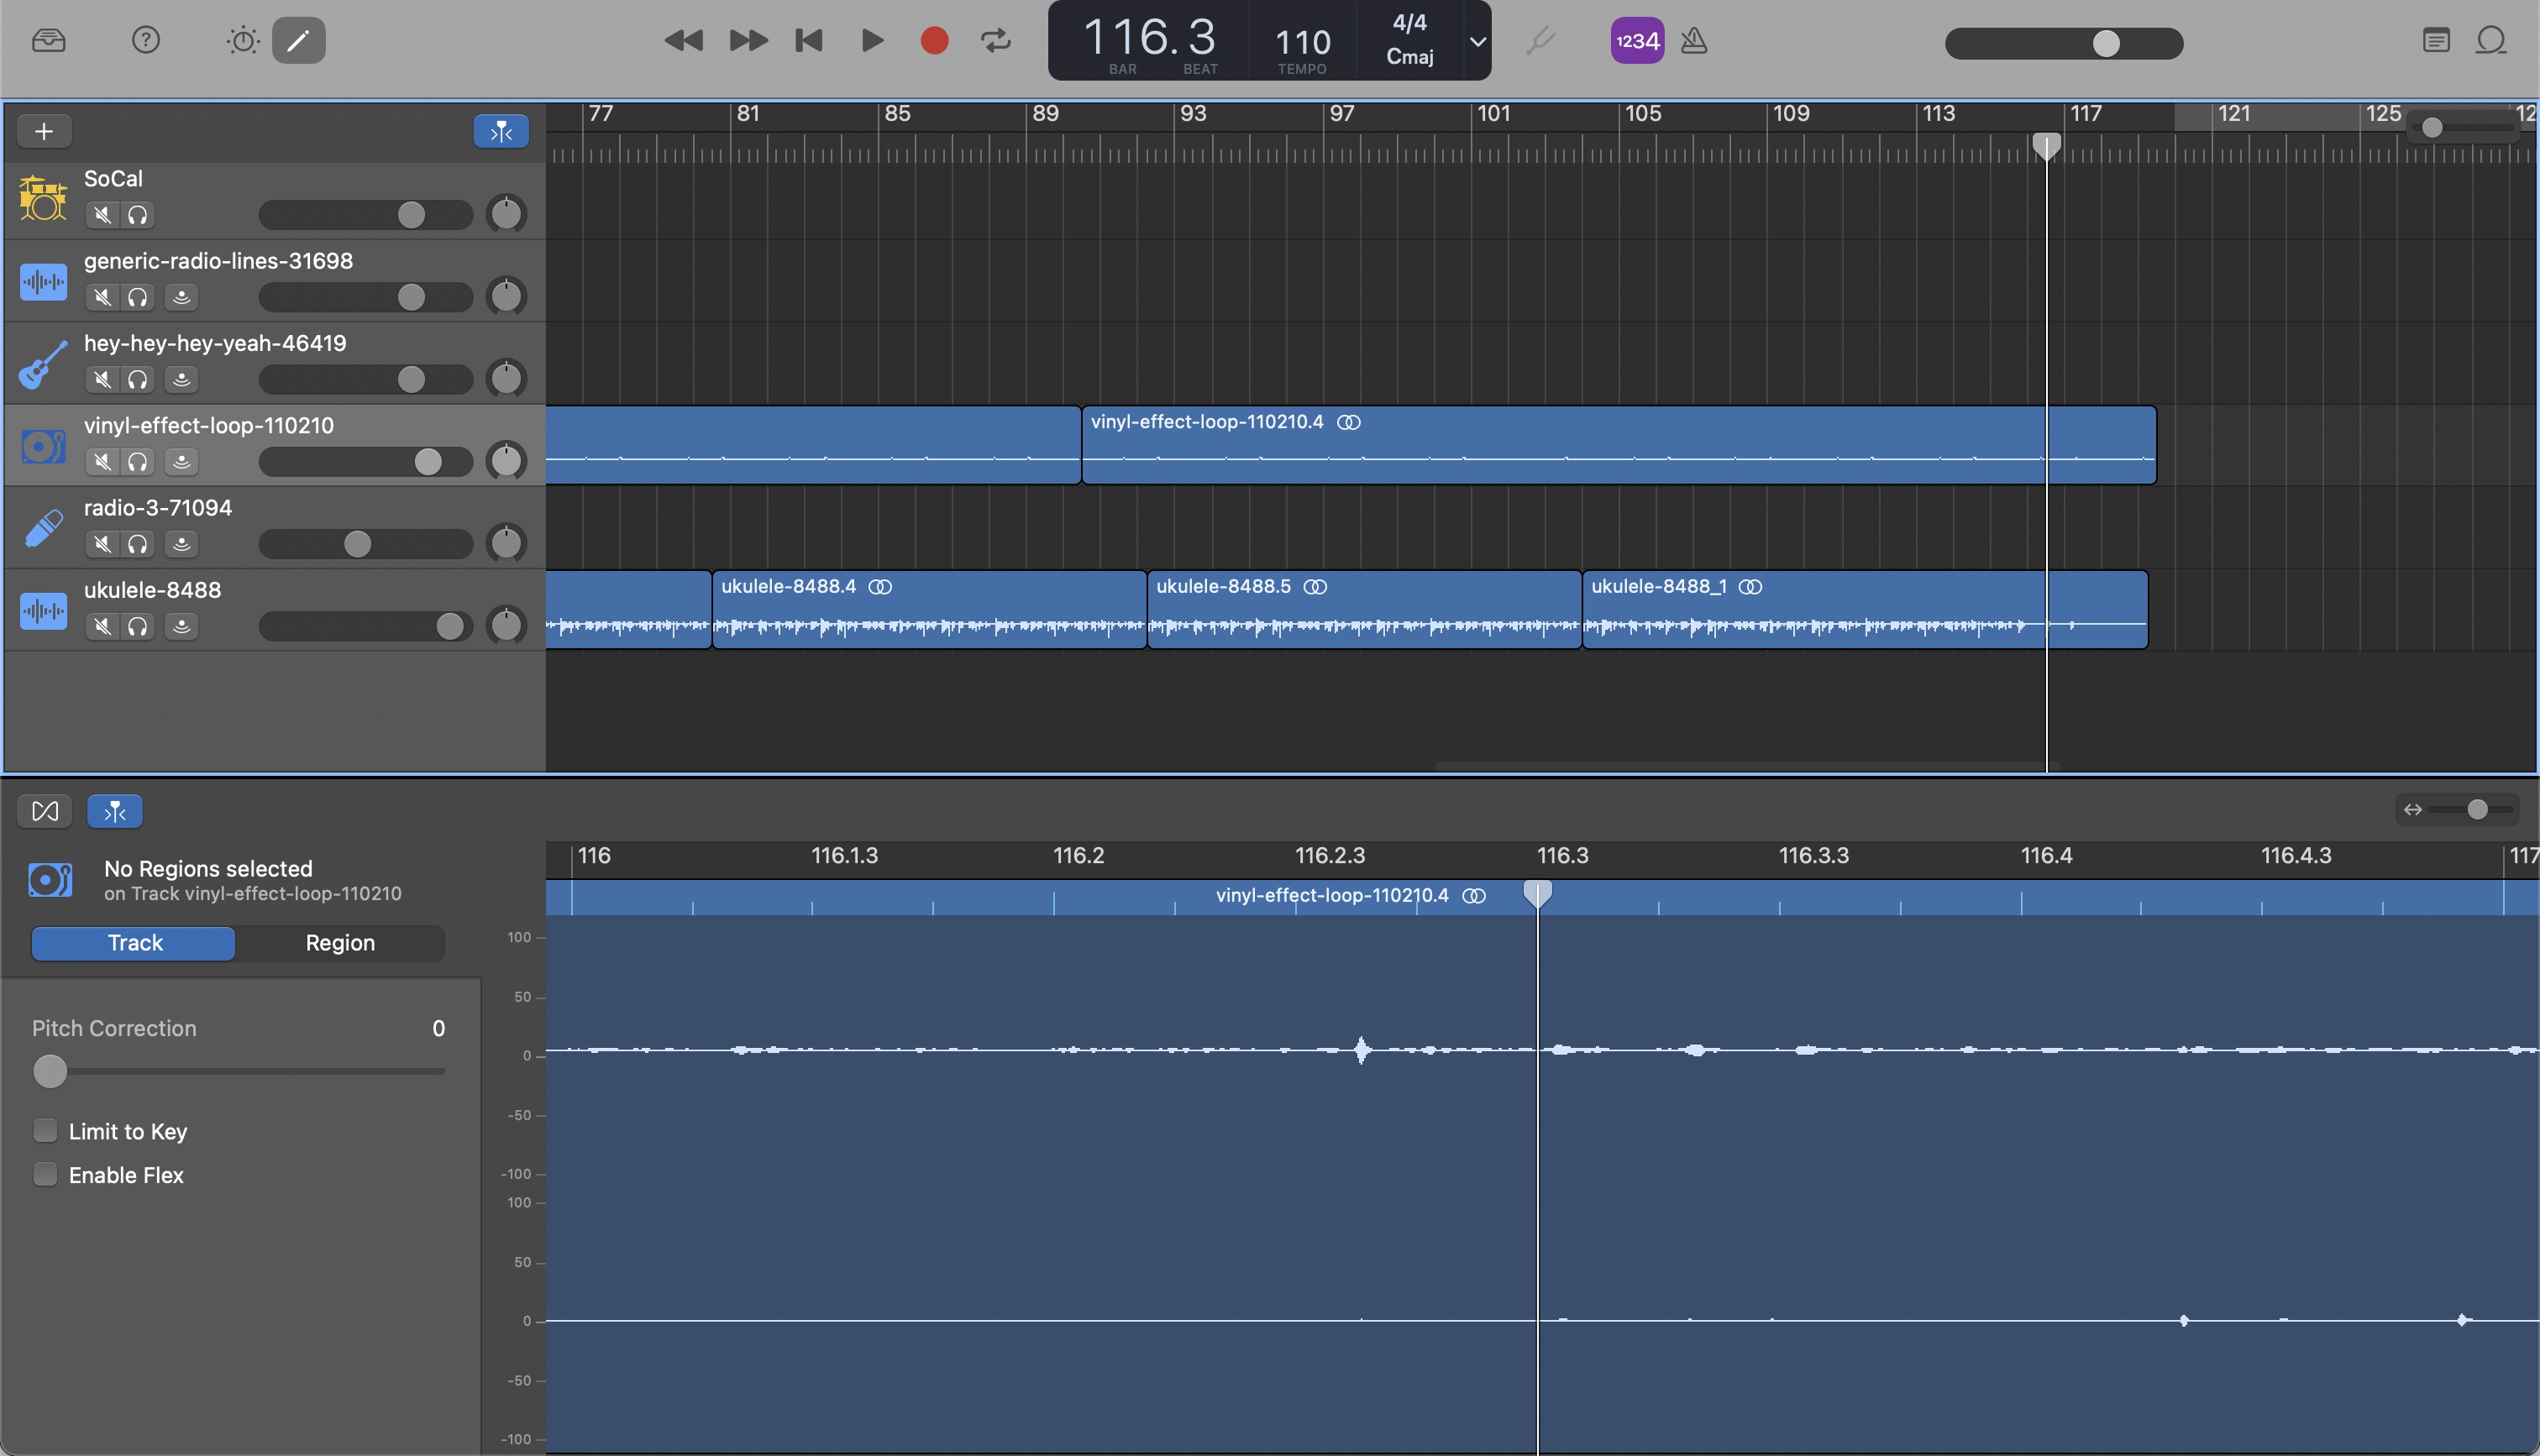 116.3
BAR BEAT
110
TEMPO
4/4
Cmaj
1234
77 81 85 89 93 97 101 105 109 113 117 121 125 12
SoCal
generic-radio-lines-31698
hey-hey-hey-yeah-46419
vinyl-effect-loop-110210
vinyl-effect-loop-110210.4
radio-3-71094
ukulele-8488
ukulele-8488.4
ukulele-8488.5
ukulele-8488_1
No Regions selected
on Track vinyl-effect-loop-110210
Track Region
Pitch Correction 0
Limit to Key
Enable Flex
116 116.1.3 116.2 116.2.3 116.3 116.3.3 116.4 116.4.3 117
vinyl-effect-loop-110210.4
100
50
0
-50
-100
100
50
0
-50
-100